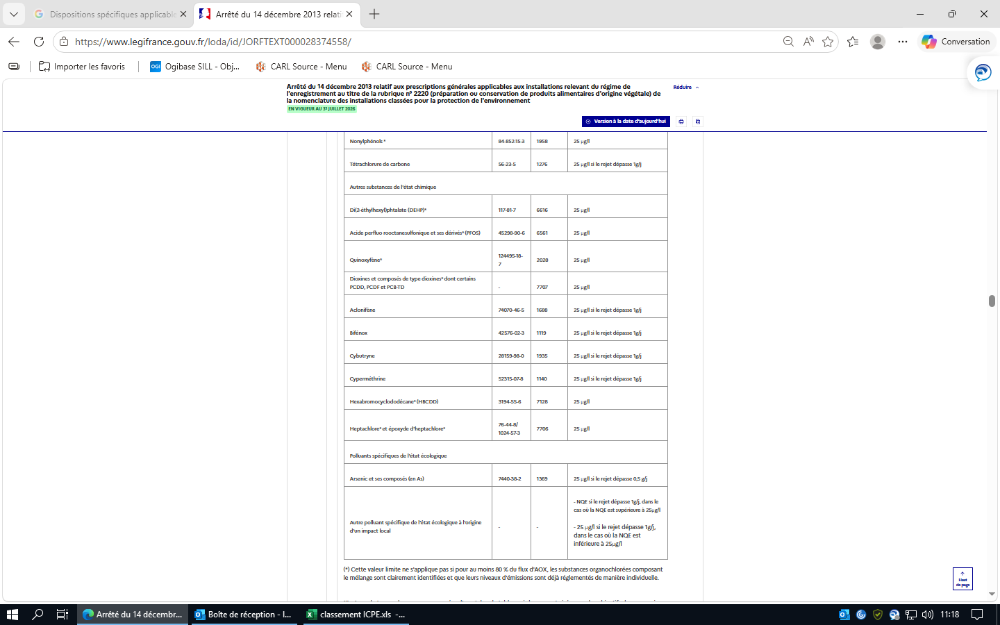 Dispositions spécifiques applicable
Arrêté du 14 décembre 2013 relati
https://www.legifrance.gouv.fr/loda/id/JORFTEXT000028374558/
Conversation
Importer les favoris
OGI Ogibase SILL - Obj...
CARL Source - Menu
CARL Source - Menu
Arrêté du 14 décembre 2013 relatif aux prescriptions générales applicables aux installations relevant du régime de
l'enregistrement au titre de la rubrique n° 2220 (préparation ou conservation de produits alimentaires d'origine végétale) de
la nomenclature des installations classées pour la protection de l'environnement
Réduire
EN VIGUEUR AU 31 JUILLET 2026
Version à la date d'aujourd'hui
Nonylphénols * 84-852-15-3 1958 25 µg/l
Tétrachlorure de carbone 56-23-5 1276 25 µg/l si le rejet dépasse 1g/j
Autres substances de l'état chimique
Di(2-éthylhexyl)phtalate (DEHP)* 117-81-7 6616 25 µg/l
Acide perfluo rooctanesulfonique et ses dérivés* (PFOS) 45298-90-6 6561 25 µg/l
Quinoxyfène* 124495-18-
7 2028 25 µg/l
Dioxines et composés de type dioxines* dont certains
PCDD, PCDF et PCB-TD - 7707 25 µg/l
Aclonifène 74070-46-5 1688 25 µg/l si le rejet dépasse 1g/j
Bifénox 42576-02-3 1119 25 µg/l si le rejet dépasse 1g/j
Cybutryne 28159-98-0 1935 25 µg/l si le rejet dépasse 1g/j
Cyperméthrine 52315-07-8 1140 25 µg/l si le rejet dépasse 1g/j
Hexabromocyclododécane* (HBCDD) 3194-55-6 7128 25 µg/l
Heptachlore* et époxyde d'heptachlore* 76-44-8/
1024-57-3 7706 25 µg/l
Polluants spécifiques de l'état écologique
Arsenic et ses composés (en As) 7440-38-2 1369 25 µg/l si le rejet dépasse 0,5 g/j
Autre polluant spécifique de l'état écologique à l'origine
d'un impact local - -
- NQE si le rejet dépasse 1g/j, dans le
cas où la NQE est supérieure à 25µg/l
- 25 µg/l si le rejet dépasse 1g/j,
dans le cas où la NQE est
inférieure à 25µg/l
(*) Cette valeur limite ne s'applique pas si pour au moins 80 % du flux d'AOX, les substances organochlorées composant
le mélange sont clairement identifiées et que leurs niveaux d'émissions sont déjà réglementés de manière individuelle.
Haut
de page
Arrêté du 14 décembr...
Boîte de réception - I...
classement ICPE.xls -...
11:18